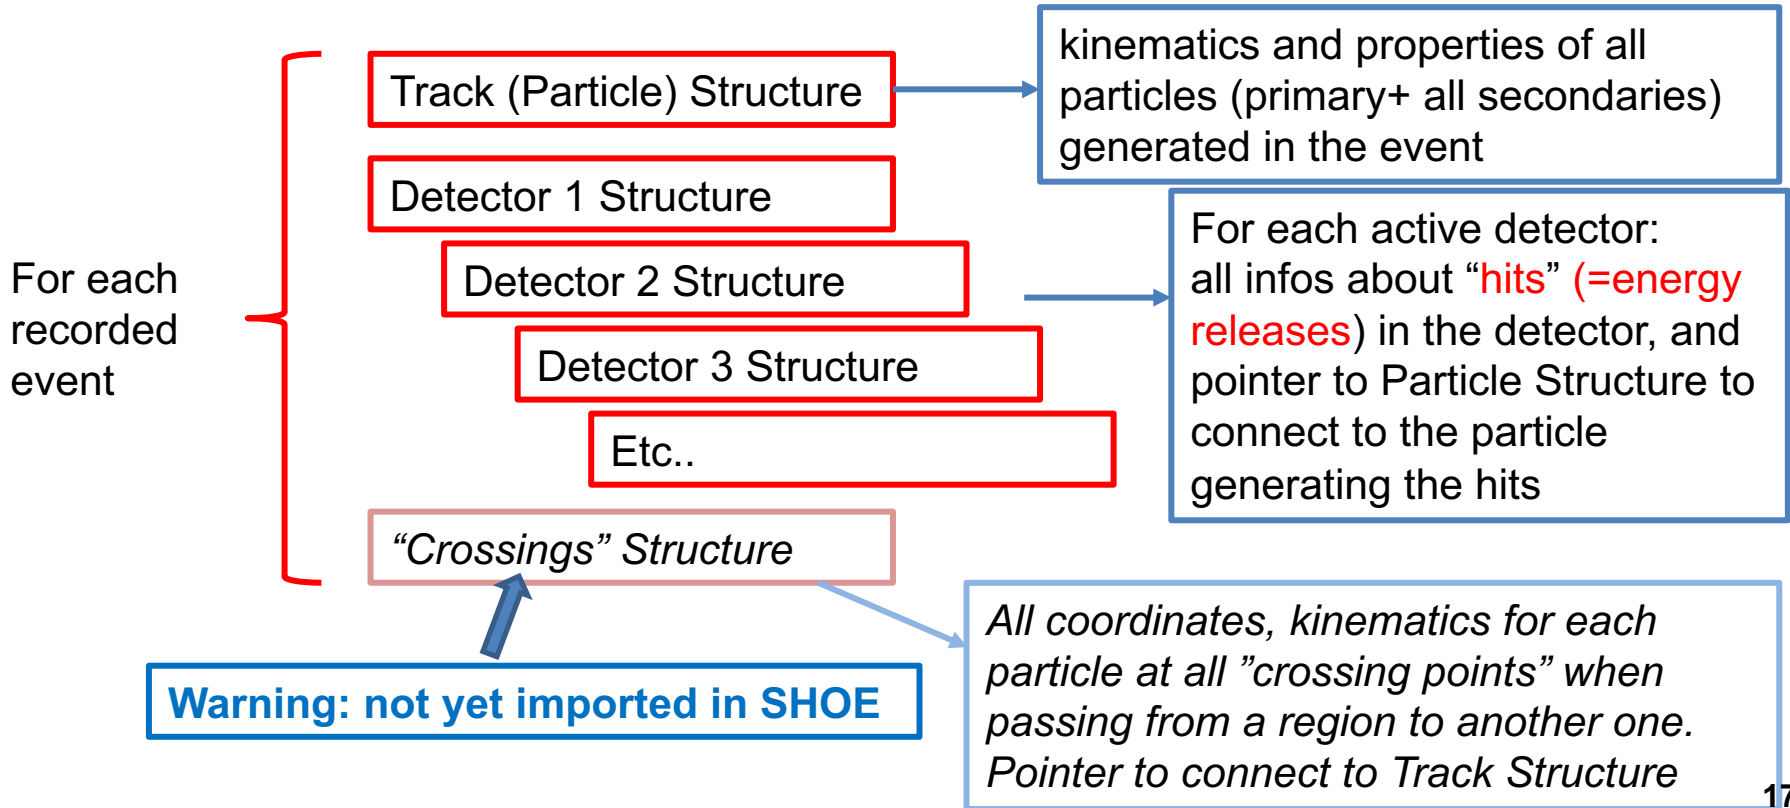 For each
recorded
event
Track (Particle) Structure
kinematics and properties of all
particles (primary+ all secondaries)
generated in the event
Detector 1 Structure
Detector 2 Structure
Detector 3 Structure
Etc..
For each active detector:
all infos about “hits” (=energy
releases) in the detector, and
pointer to Particle Structure to
connect to the particle
generating the hits
“Crossings” Structure
Warning: not yet imported in SHOE
All coordinates, kinematics for each
particle at all ”crossing points” when
passing from a region to another one.
Pointer to connect to Track Structure
17